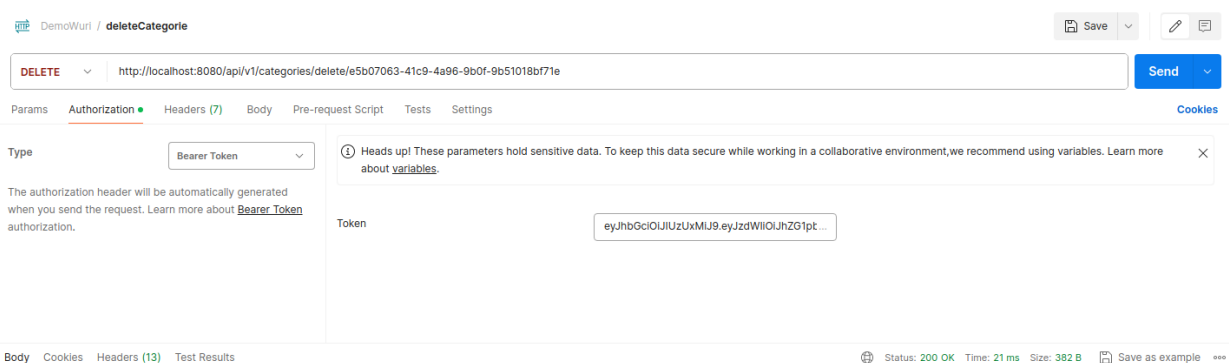 HTTP DemoWurl / deleteCategorie Save
DELETE http://localhost:8080/api/v1/categories/delete/e5b07063-41c9-4a96-9b0f-9b51018bf71e Send
Params Authorization Headers (7) Body Pre-request Script Tests Settings Cookies
Type Bearer Token
Heads up! These parameters hold sensitive data. To keep this data secure while working in a collaborative environment,we recommend using variables. Learn more
about variables.
The authorization header will be automatically generated
when you send the request. Learn more about Bearer Token
authorization.
Token eyJhbGciOiJIUzUxMiJ9.eyJzdWIiOiJhZG1pb...
Body Cookies Headers (13) Test Results Status: 200 OK Time: 21 ms Size: 382 B Save as example